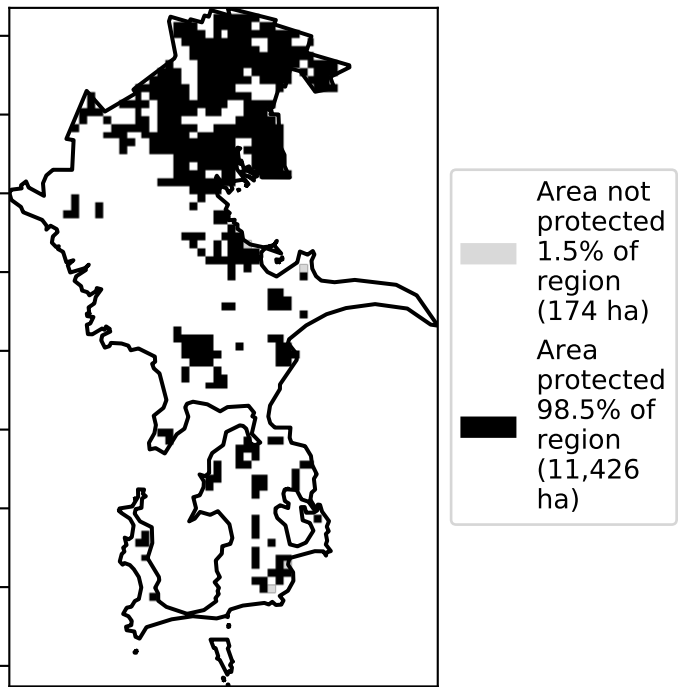 Area not
protected
1.5% of
region
(174 ha)
Area
protected
98.5% of
region
(11,426
ha)